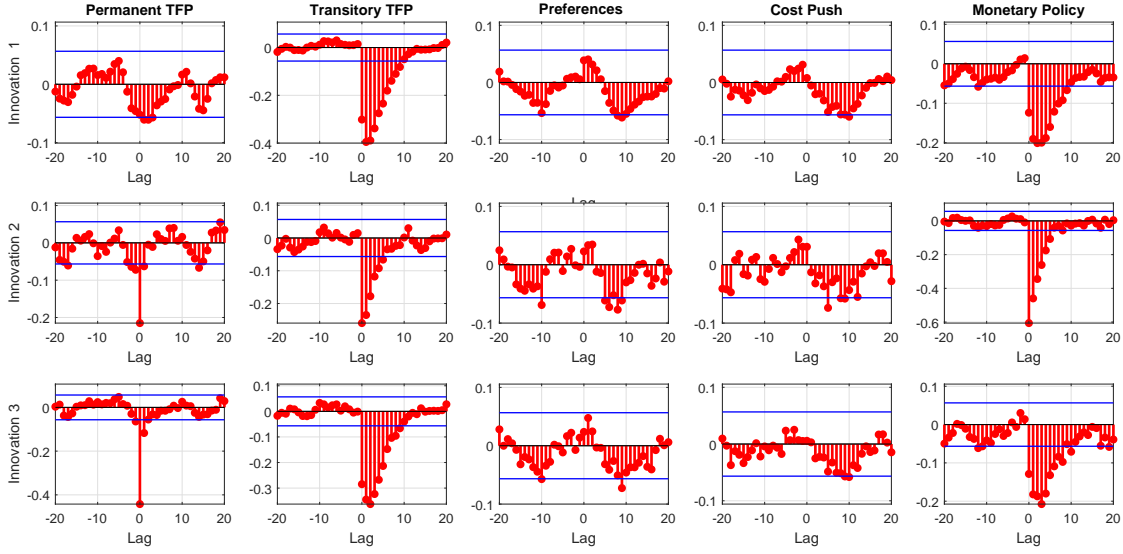 Permanent TFP Transitory TFP Preferences Cost Push Monetary Policy
Innovation 1
0.1 0 0.1 0.1 0
0.05 -0.2 0 0 -0.1
0 -0.4 -0.1 -0.1 -0.2
-0.05
-0.1
-20 -10 0 10 20 -20 -10 0 10 20 -20 -10 0 10 20 -20 -10 0 10 20 -20 -10 0 10 20
Lag Lag Lag Lag Lag
Innovation 2
0.1 0.1 0.1 0.1 0
0 0 0 0 -0.2
-0.1 -0.1 -0.1 -0.1 -0.4
-0.2 -0.2 -0.6
-20 -10 0 10 20 -20 -10 0 10 20 -20 -10 0 10 20 -20 -10 0 10 20 -20 -10 0 10 20
Lag Lag Lag Lag Lag
Innovation 3
0 0.1 0.1 0.1 0.1
-0.2 0 0 0 0
-0.4 -0.1 -0.1 -0.1 -0.1
-0.2 -0.2
-0.3
-20 -10 0 10 20 -20 -10 0 10 20 -20 -10 0 10 20 -20 -10 0 10 20 -20 -10 0 10 20
Lag Lag Lag Lag Lag